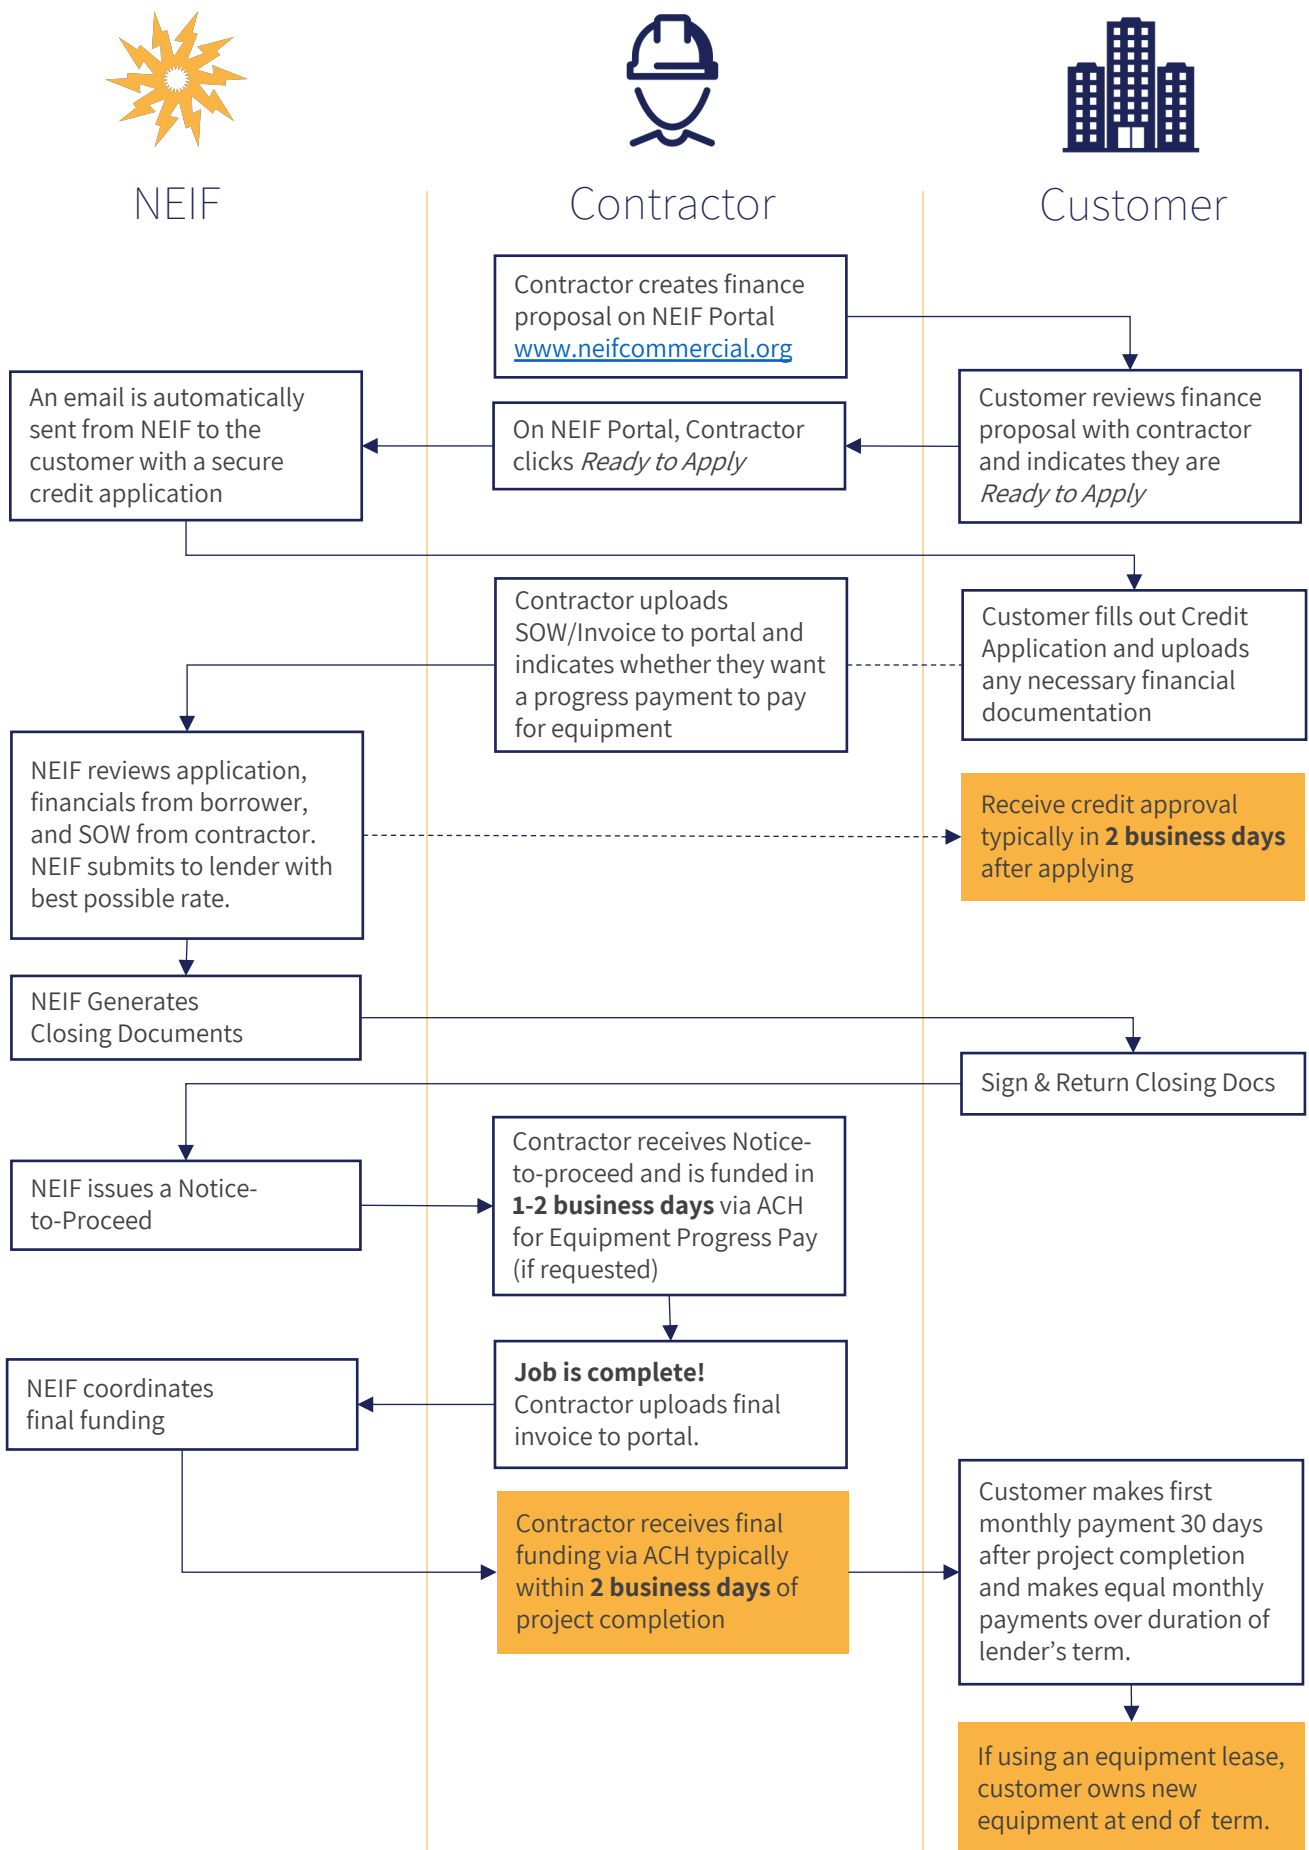 NEIF
Contractor
Customer
Contractor creates finance
proposal on NEIF Portal
www.neifcommercial.org
Customer reviews finance
proposal with contractor
and indicates they are
Ready to Apply
On NEIF Portal, Contractor
clicks Ready to Apply
An email is automatically
sent from NEIF to the
customer with a secure
credit application
Customer fills out Credit
Application and uploads
any necessary financial
documentation
Contractor uploads
SOW/Invoice to portal and
indicates whether they want
a progress payment to pay
for equipment
NEIF reviews application,
financials from borrower,
and SOW from contractor.
NEIF submits to lender with
best possible rate.
Receive credit approval
typically in 2 business days
after applying
NEIF Generates
Closing Documents
Sign & Return Closing Docs
NEIF issues a Notice-
to-Proceed
Contractor receives Notice-
to-proceed and is funded in
1-2 business days via ACH
for Equipment Progress Pay
(if requested)
Job is complete!
Contractor uploads final
invoice to portal.
NEIF coordinates
final funding
Contractor receives final
funding via ACH typically
within 2 business days of
project completion
Customer makes first
monthly payment 30 days
after project completion
and makes equal monthly
payments over duration of
lender's term.
If using an equipment lease,
customer owns new
equipment at end of term.